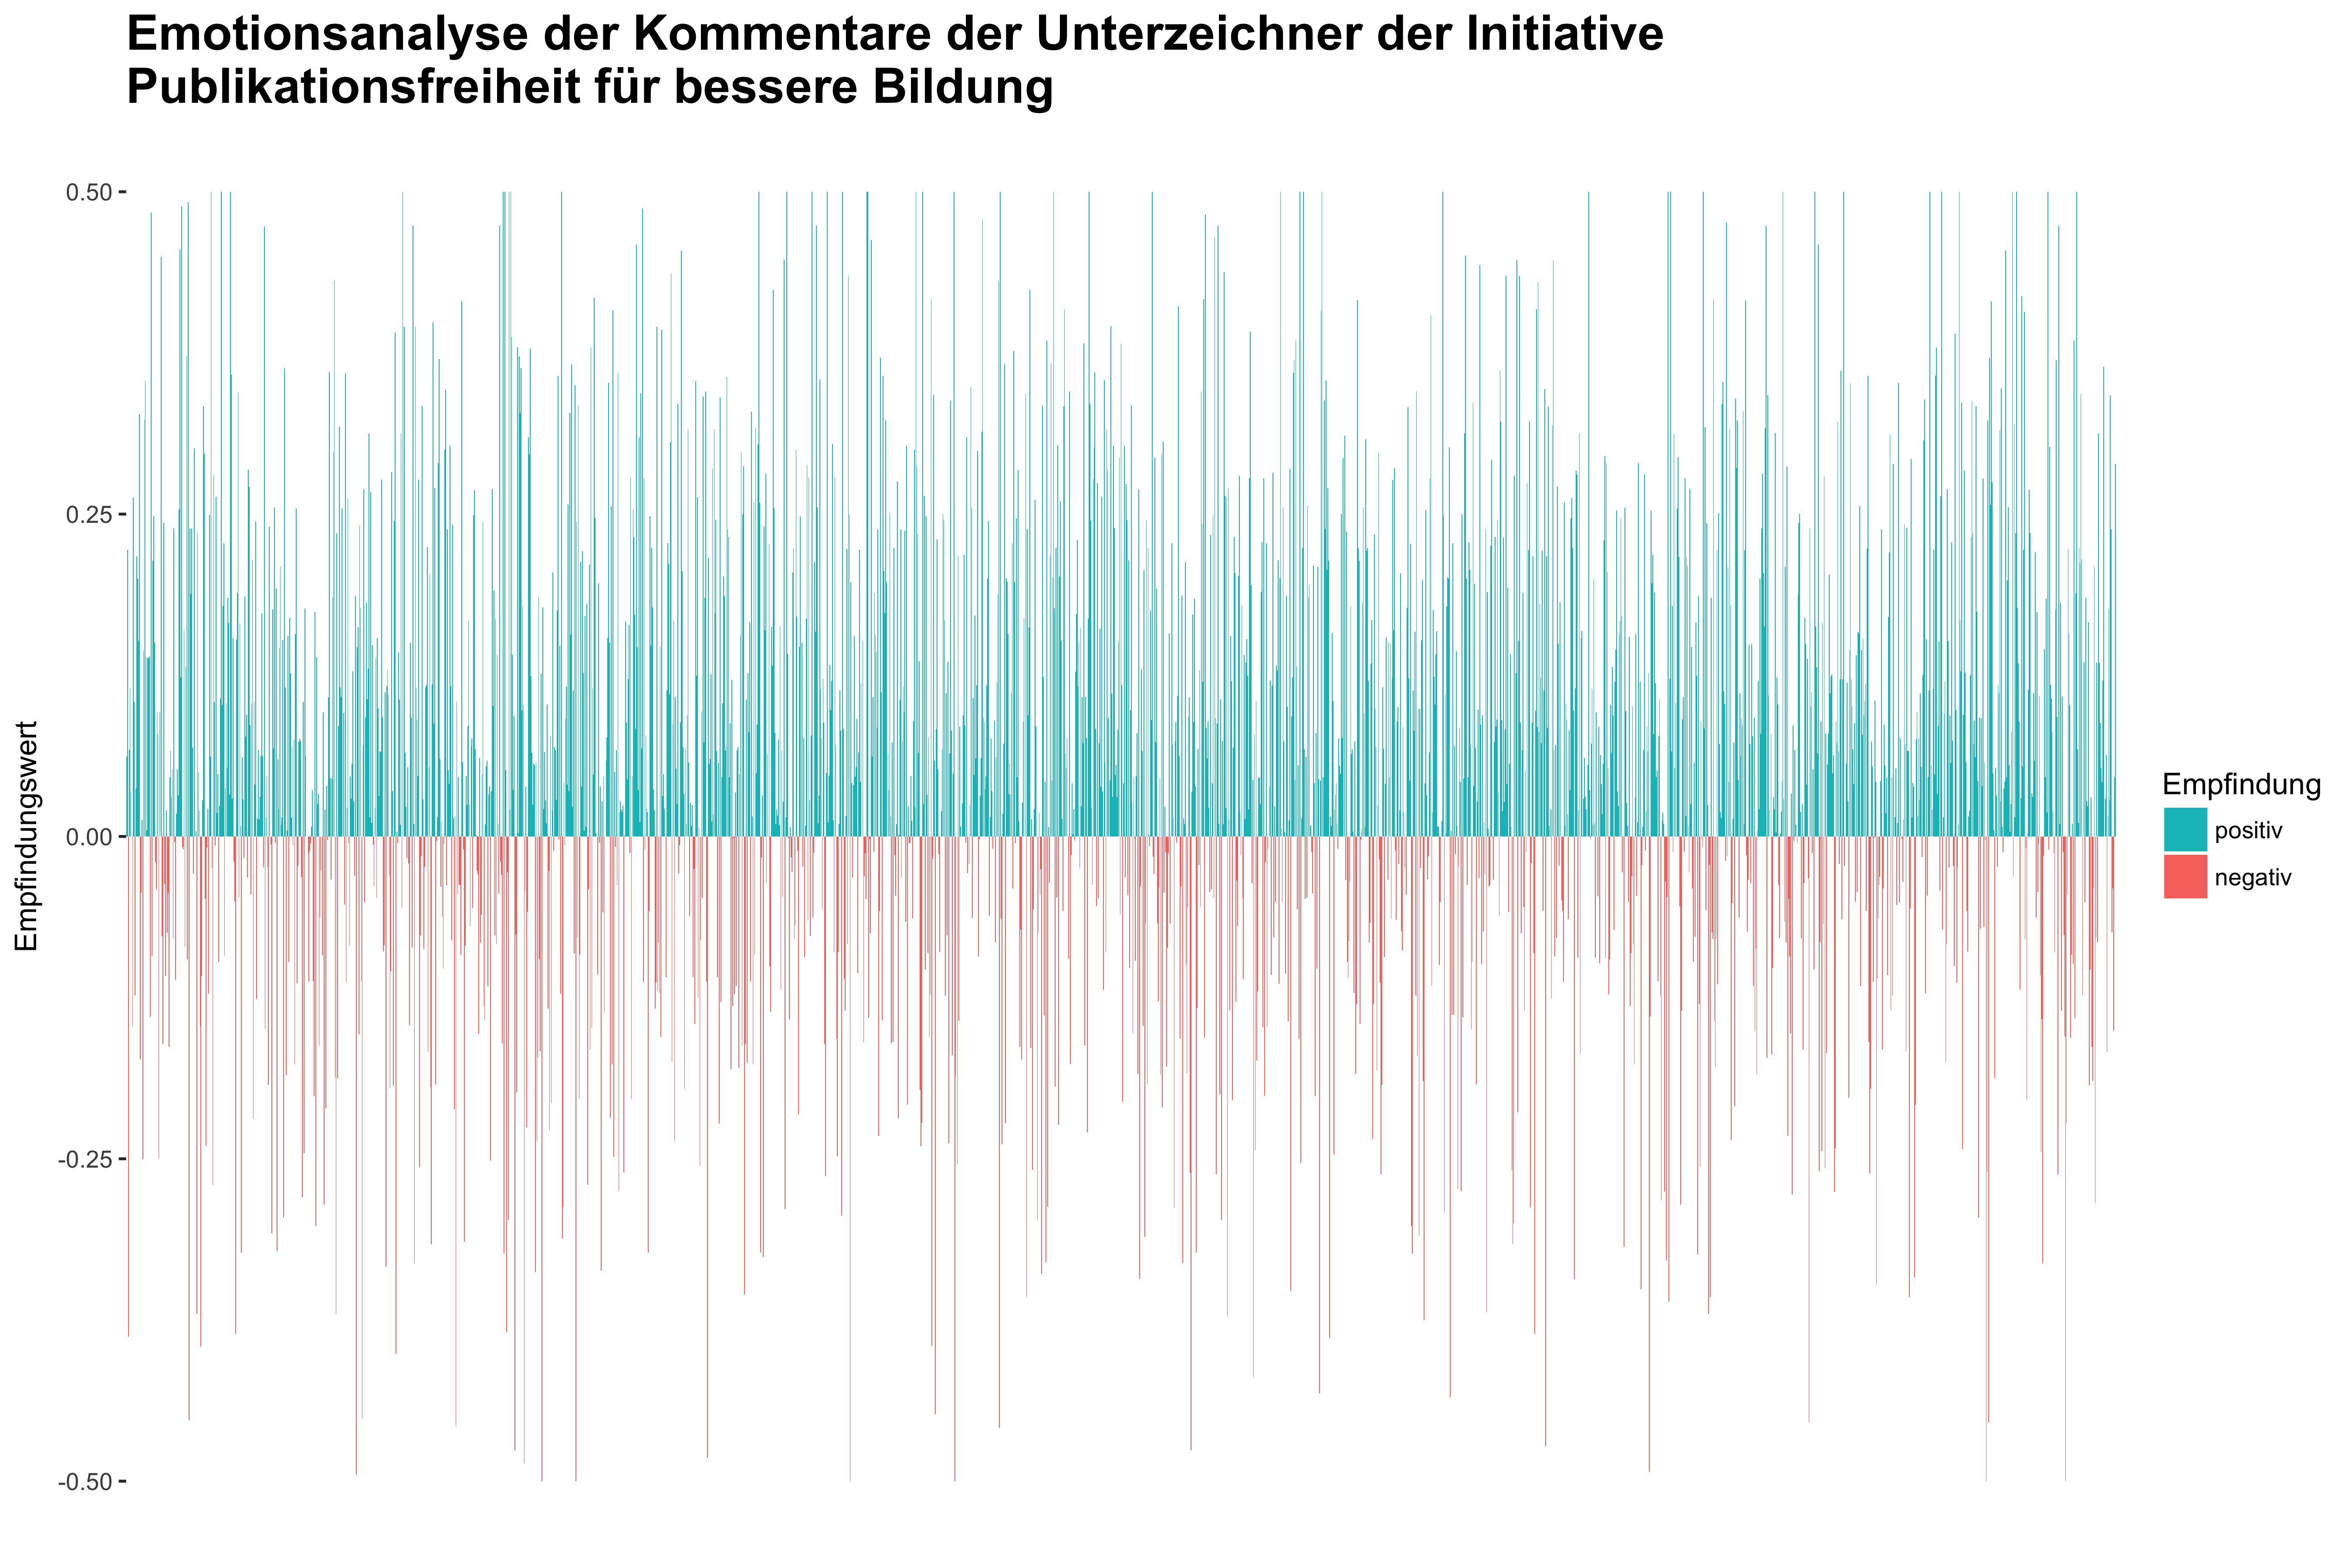 Emotionsanalyse der Kommentare der Unterzeichner der Initiative
Publikationsfreiheit für bessere Bildung
0.50
0.25
0.00
-0.25
-0.50
Empfindungswert
Empfindung
positiv
negativ